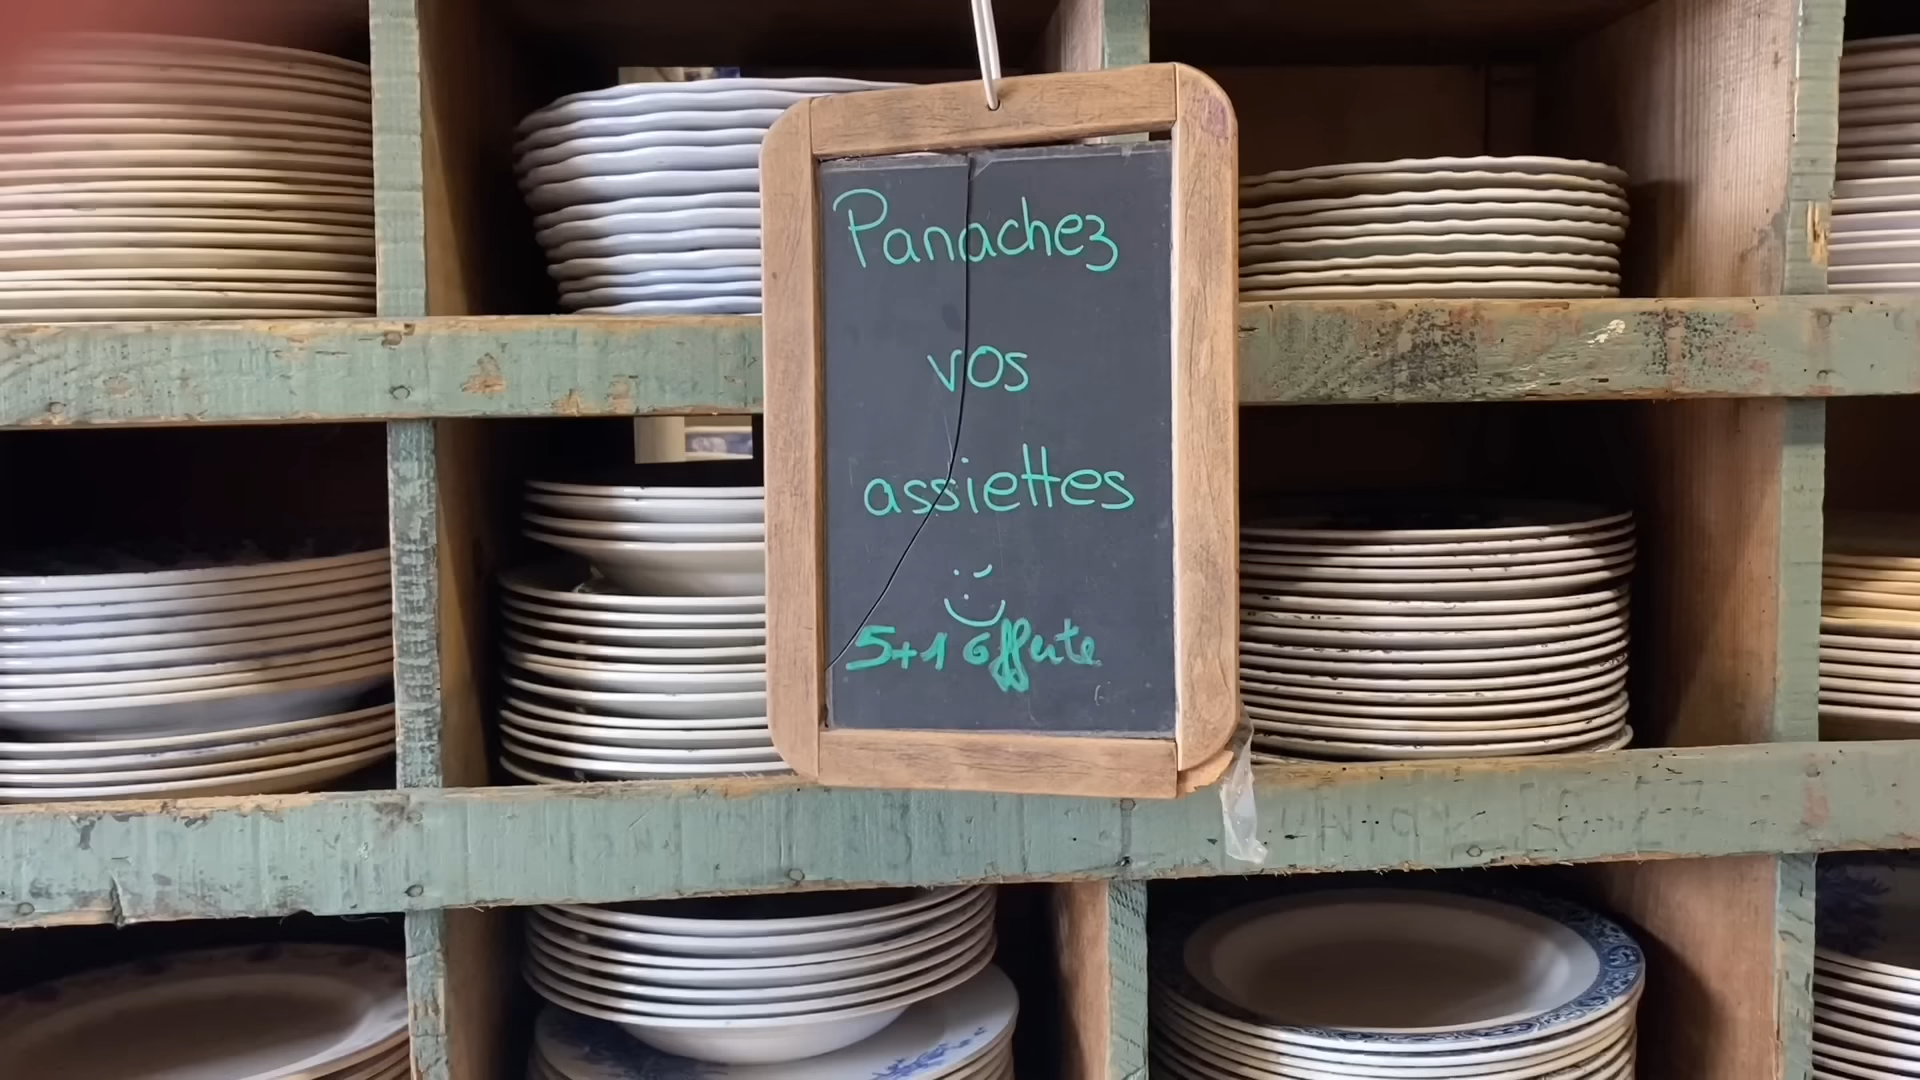 Panachez
vos
assiettes
5+1 offerte